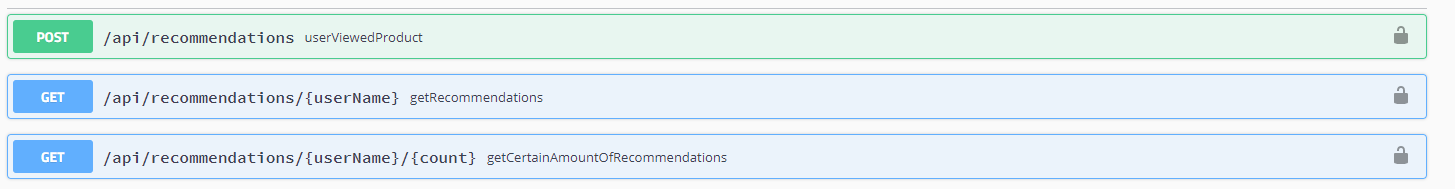 POST /api/recommendations userViewedProduct
GET /api/recommendations/{userName} getRecommendations
GET /api/recommendations/{userName}/{count} getCertainAmountOfRecommendations